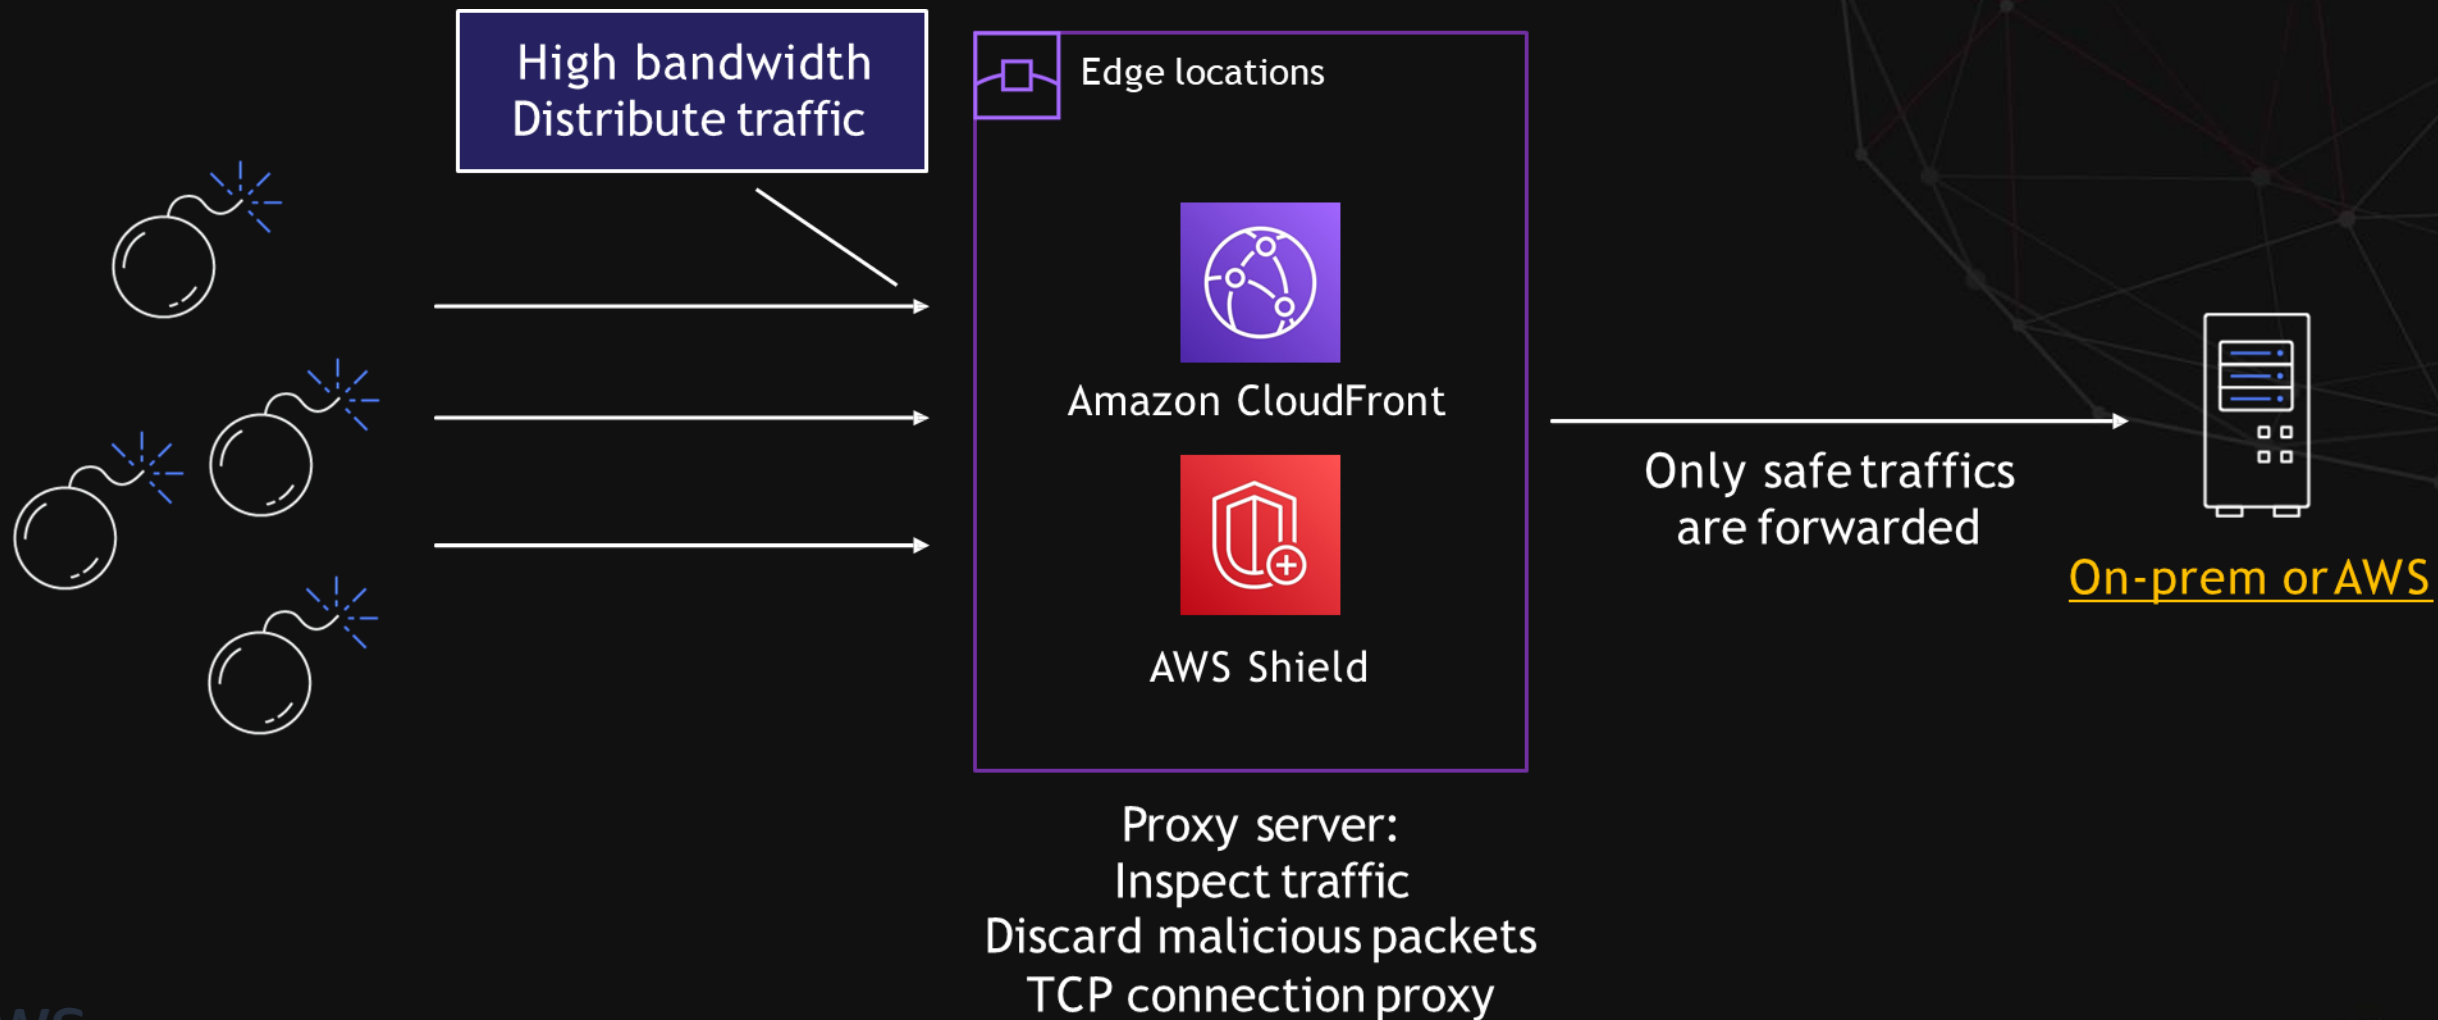 High bandwidth
Distribute traffic
Edge locations
Amazon CloudFront
AWS Shield
Only safe traffics
are forwarded
On-prem or AWS
Proxy server:
Inspect traffic
Discard malicious packets
TCP connection proxy